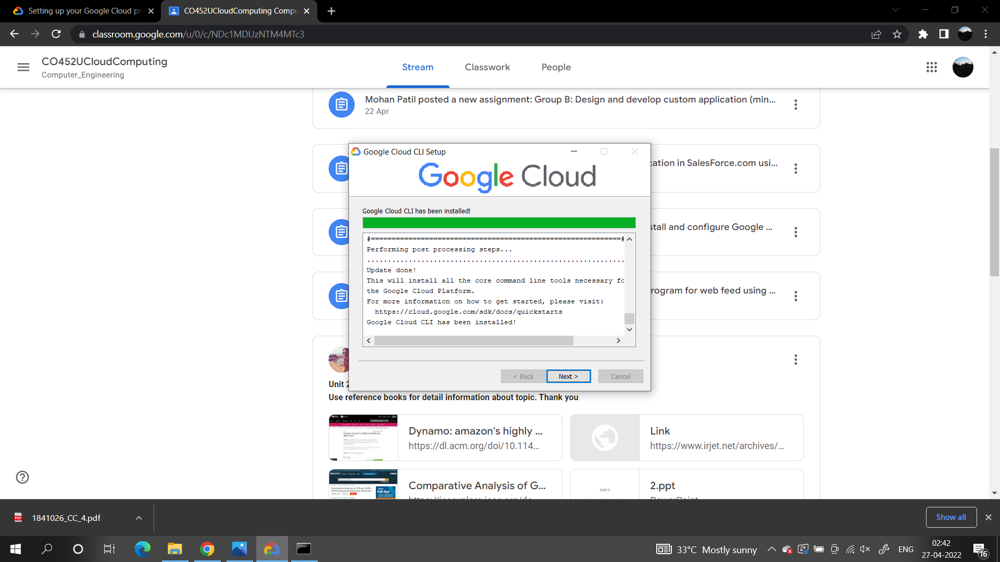 Setting up your Google Cloud pr
CO452UCloudComputing Compu
classroom.google.com/u/0/c/NDc1MDUzNTM4MTc3
CO452UCloudComputing
Computer_Engineering
Stream
Classwork
People
Mohan Patil posted a new assignment: Group B: Design and develop custom application (min...
22 Apr
Google Cloud CLI Setup
Google Cloud
cation in SalesForce.com usi...
Google Cloud CLI has been installed!
stall and configure Google ...
#============================================================#
Performing post processing steps...
..............................................................
Update done!
This will install all the core command line tools necessary fo
the Google Cloud Platform.
rogram for web feed using ...
For more information on how to get started, please visit:
https://cloud.google.com/sdk/docs/quickstarts
Google Cloud CLI has been installed!
< Back
Next >
Cancel
Unit 2
Use reference books for detail information about topic. Thank you
Dynamo: amazon's highly ...
https://dl.acm.org/doi/10.114...
Link
https://www.irjet.net/archives/...
Comparative Analysis of G...
Unit II
2.ppt
PowerPoint
PDF
1841026_CC_4.pdf
Show all
33°C Mostly sunny
ENG
02:42
27-04-2022
16